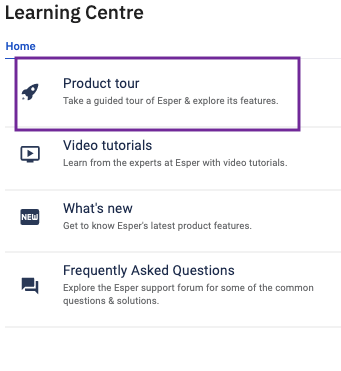 Learning Centre
Home
Product tour
Take a guided tour of Esper & explore its features.
Video tutorials
Learn from the experts at Esper with video tutorials.
NEW
What's new
Get to know Esper's latest product features.
Frequently Asked Questions
Explore the Esper support forum for some of the common
questions & solutions.